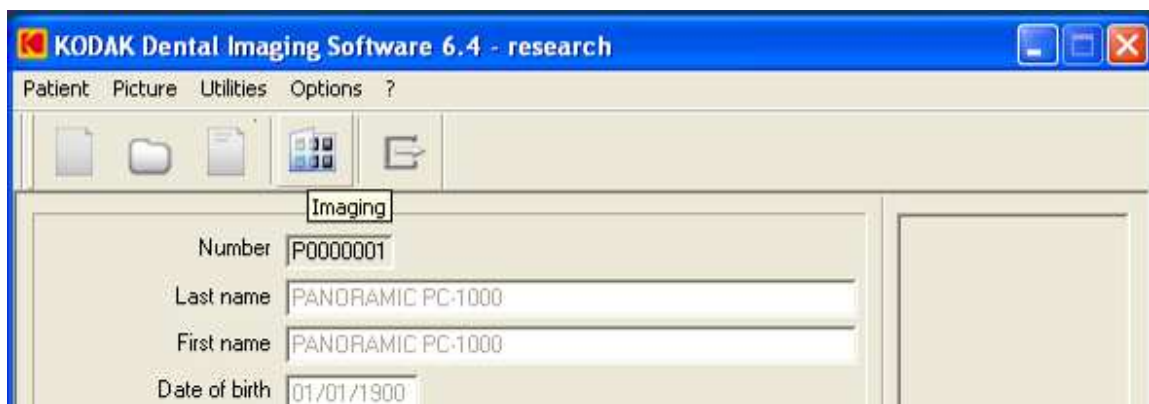 KODAK Dental Imaging Software 6.4 - research
Patient Picture Utilities Options ?
Imaging
Number P0000001
Last name PANORAMIC PC-1000
First name PANORAMIC PC-1000
Date of birth 01/01/1900